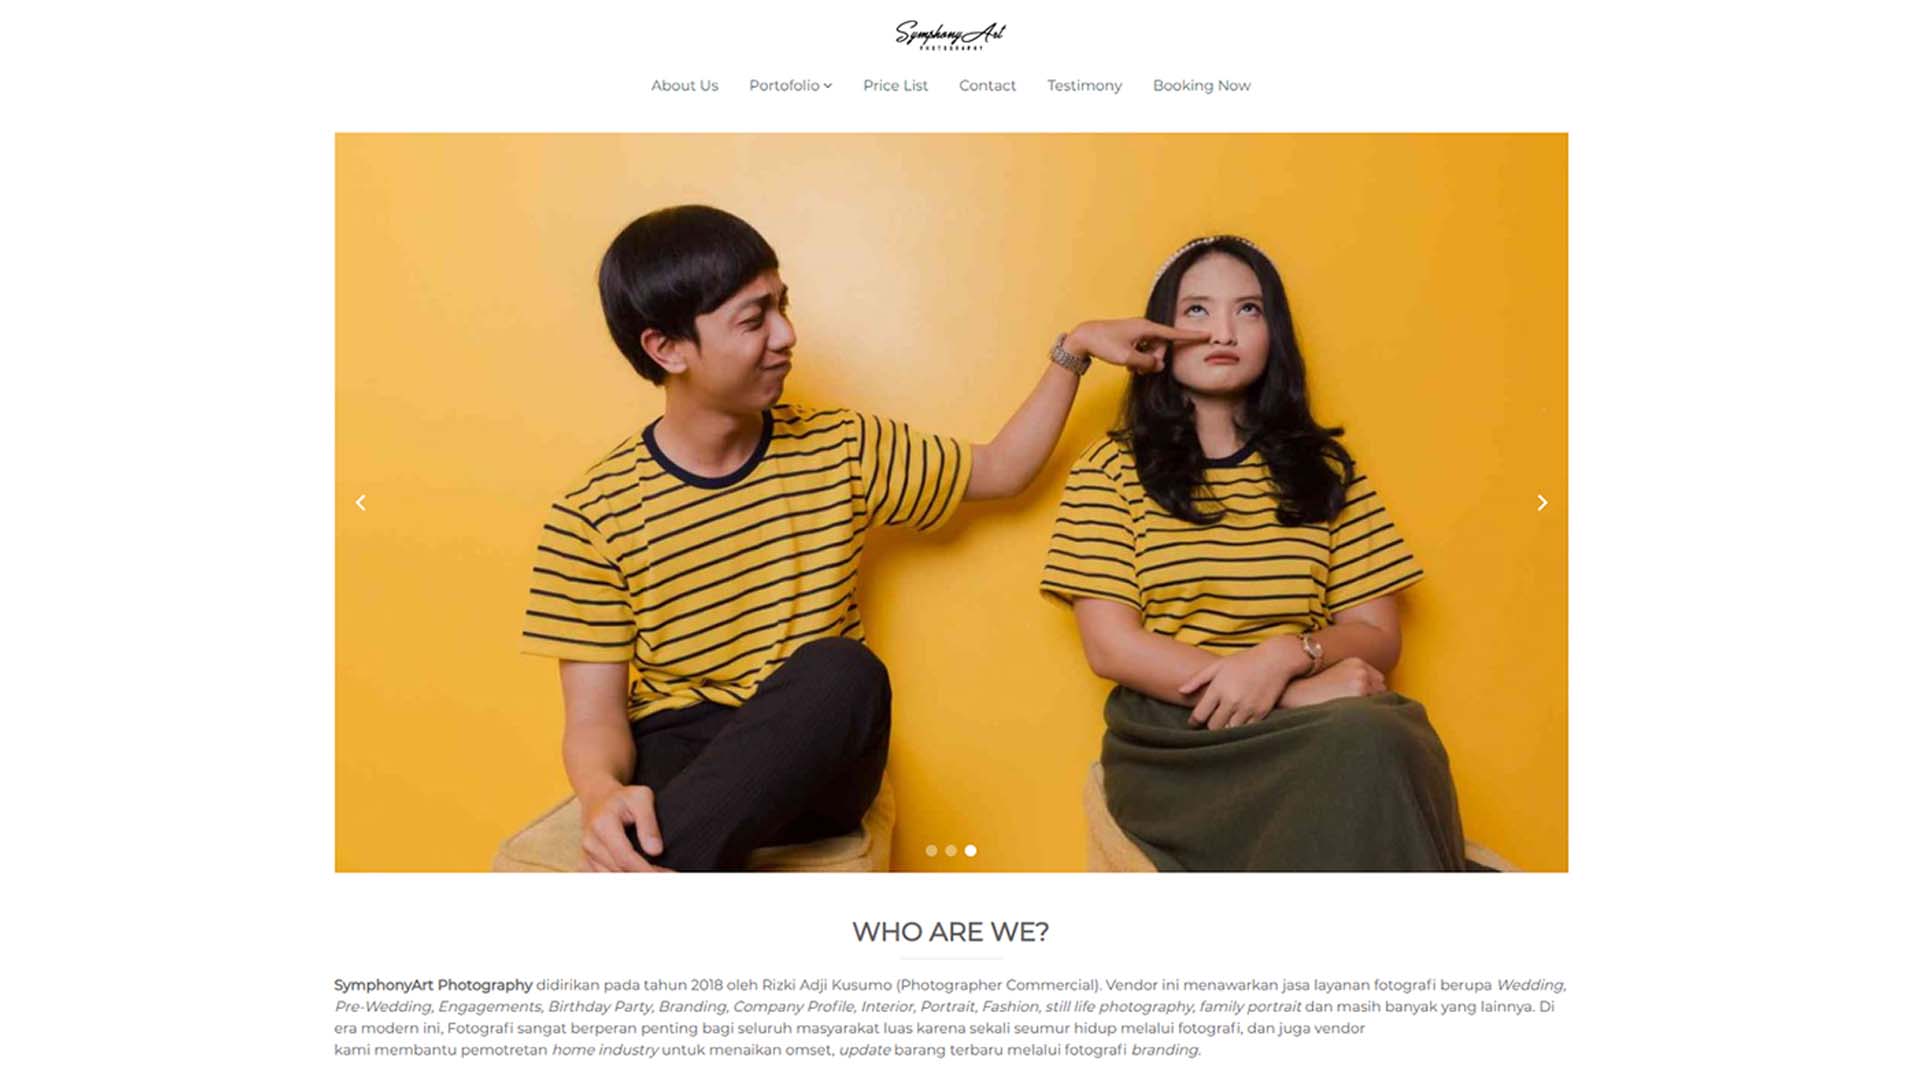 SymphonyArt
PHOTOGRAPHY
About Us Portofolio Price List Contact Testimony Booking Now
WHO ARE WE?
SymphonyArt Photography didirikan pada tahun 2018 oleh Rizki Adji Kusumo (Photographer Commercial). Vendor ini menawarkan jasa layanan fotografi berupa Wedding,
Pre-Wedding, Engagements, Birthday Party, Branding, Company Profile, Interior, Portrait, Fashion, still life photography, family portrait dan masih banyak yang lainnya. Di
era modern ini, Fotografi sangat berperan penting bagi seluruh masyarakat luas karena sekali seumur hidup melalui fotografi, dan juga vendor
kami membantu pemotretan home industry untuk menaikan omset, update barang terbaru melalui fotografi branding.